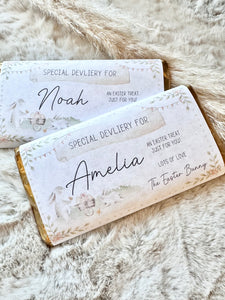 SPECIAL DEVLIERY FOR
Noah
AN EASTER TREAT
JUST FOR YOU!
SPECIAL DEVLIERY FOR
Amelia
AN EASTER TREAT
JUST FOR YOU!
LOTS OF LOVE
The Easter Bunny